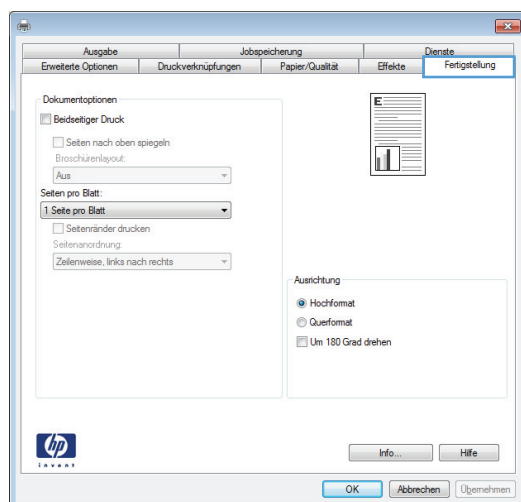 Ausgabe Jobspeicherung Dienste
Erweiterte Optionen Druckverknüpfungen Papier/Qualität Effekte Fertigstellung
Dokumentoptionen
Beidseitiger Druck
Seiten nach oben spiegeln
Broschürenlayout:
Aus
Seiten pro Blatt:
1 Seite pro Blatt
Seitenränder drucken
Seitenanordnung:
Zeilenweise, links nach rechts
E
Ausrichtung
Hochformat
Querformat
Um 180 Grad drehen
hp
invent
Info... Hilfe
OK Abbrechen Übernehmen